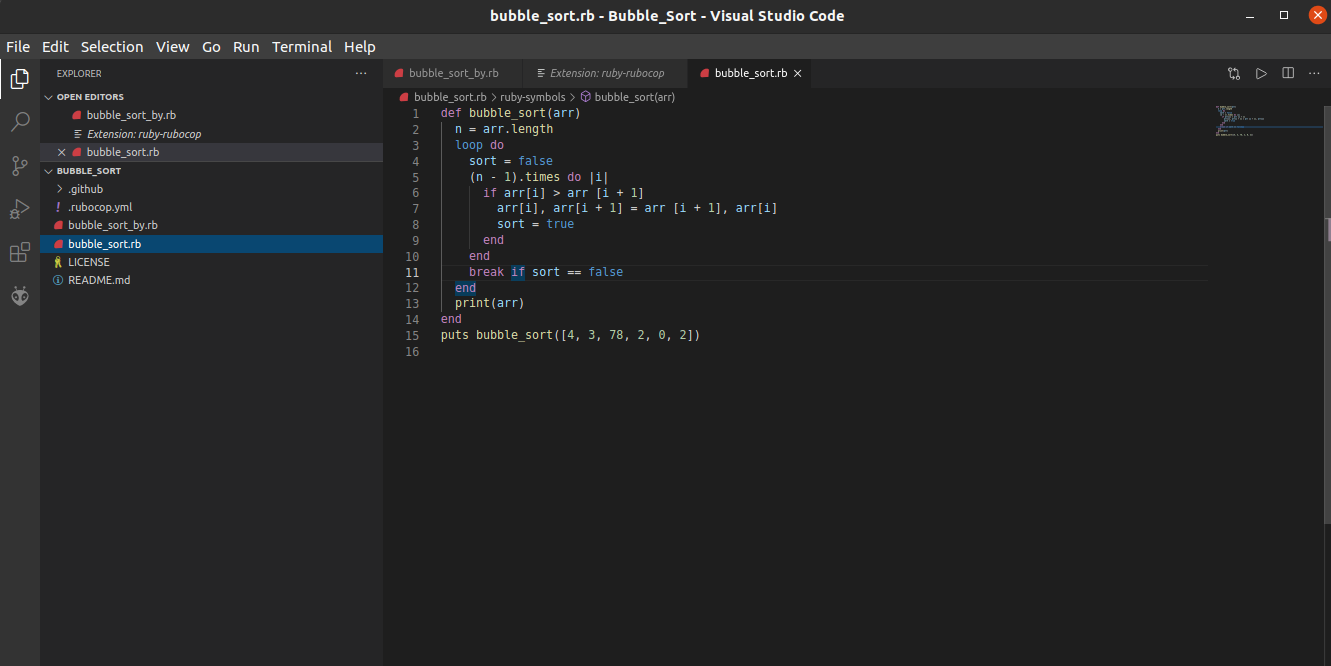 bubble_sort.rb - Bubble_Sort - Visual Studio Code
File Edit Selection View Go Run Terminal Help
EXPLORER
OPEN EDITORS
bubble_sort_by.rb
Extension: ruby-rubocop
bubble_sort.rb
BUBBLE_SORT
.github
.rubocop.yml
bubble_sort_by.rb
bubble_sort.rb
LICENSE
README.md
bubble_sort_by.rb Extension: ruby-rubocop bubble_sort.rb
bubble_sort.rb > ruby-symbols > bubble_sort(arr)
1 def bubble_sort(arr)
2 n = arr.length
3 loop do
4 sort = false
5 (n - 1).times do |i|
6 if arr[i] > arr [i + 1]
7 arr[i], arr[i + 1] = arr [i + 1], arr[i]
8 sort = true
9 end
10 end
11 break if sort == false
12 end
13 print(arr)
14 end
15 puts bubble_sort([4, 3, 78, 2, 0, 2])
16